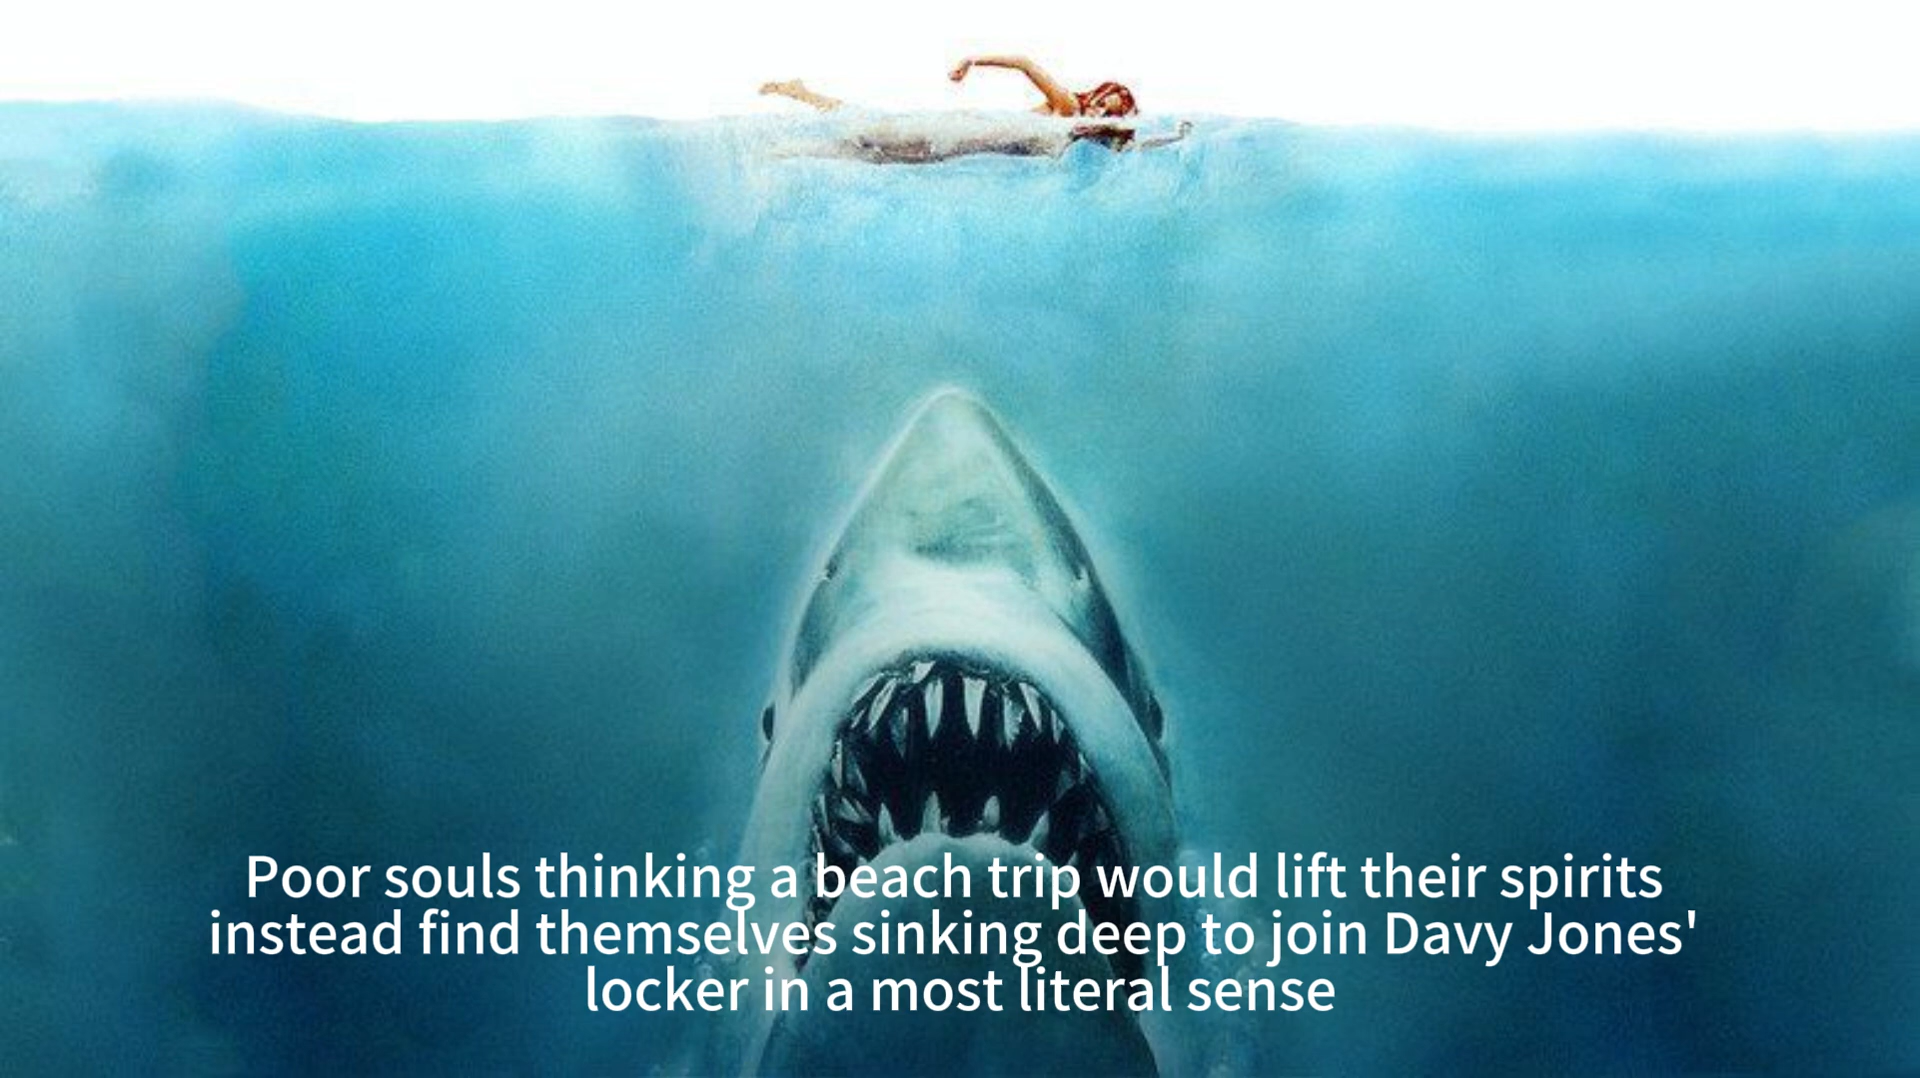 Poor souls thinking a beach trip would lift their spirits
instead find themselves sinking deep to join Davy Jones'
locker in a most literal sense